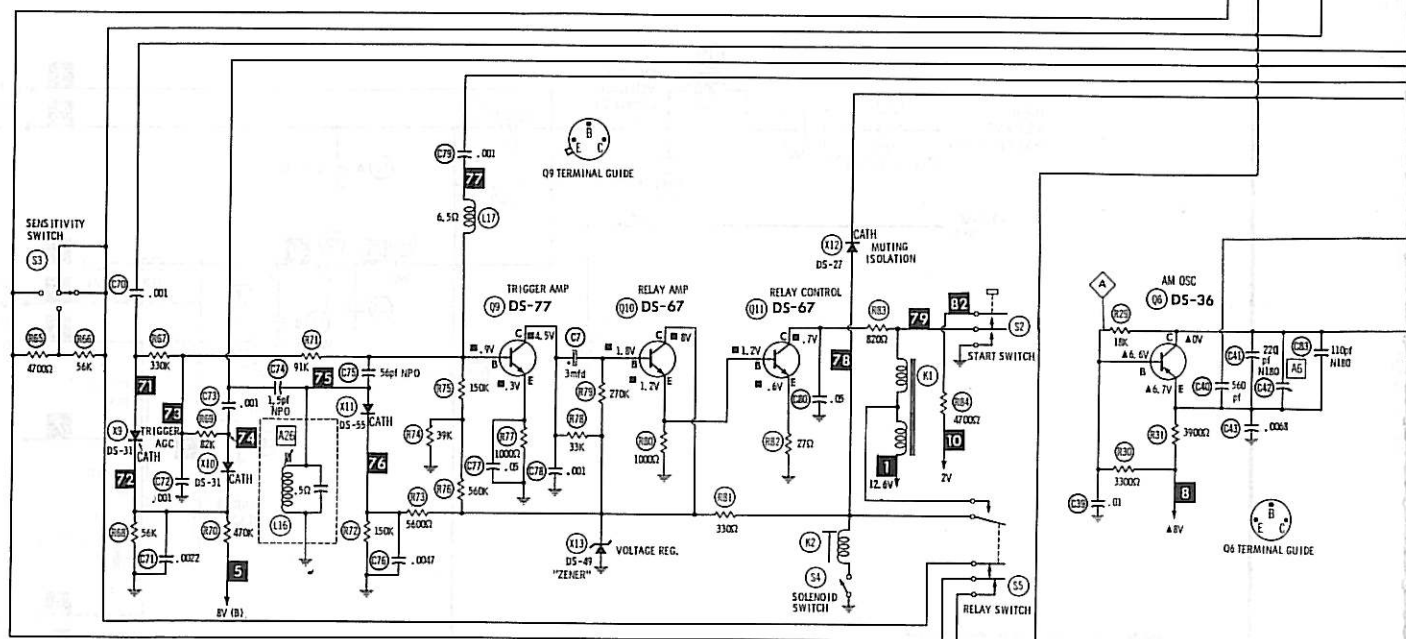 C79 .001
77
6.5Ω L17
B
E C
Q9 TERMINAL GUIDE
SENSITIVITY
SWITCH
S3
C70 .001
R65
4700Ω
R66
56K
R67
330K
71
X9
DS-31
CATH
TRIGGER
AGC
72
R68 56K
C71 .0022
73
C72
.001
C73
.001
R69
82K
74
X10
DS-31
CATH
R70 470K
5
8V (B)
R71
91K
C74
1.5pf
NPO
75
A26
.5Ω
L16
C75 56pf NPO
X11
DS-55
CATH
76
R72 150K
R73
5600Ω
C76 .0047
TRIGGER AMP
Q9 DS-77
■4.5V
C
■.9V
B
E
■.3V
R75 150K
R74 39K
R76
560K
R77
1000Ω
C77 .05
C7
3mfd
C78 .001
R78
33K
R79
270K
X13
DS-49
"ZENER"
VOLTAGE REG.
RELAY AMP
Q10 DS-67
C ■8V
■1.8V
B
E
■1.2V
R80
1000Ω
R81
330Ω
RELAY CONTROL
Q11 DS-67
C ■.7V
■1.2V
B
E
■.6V
R82 27Ω
C80 .05
X12
DS-27
CATH
MUTING
ISOLATION
R83
820Ω
78
79
82
S2
START SWITCH
K1
R84
4700Ω
10
2V
1
12.6V
K2
S4
SOLENOID
SWITCH
S5
RELAY SWITCH
A
AM OSC
Q6 DS-36
R29
18K
C ▲0V
▲6.6V
B
▲6.7V E
C40 560
pf
C41 220
pf
N180
C42
A6
C83 110pf
N180
C43 .0068
R31
3900Ω
R30
3300Ω
C39 .01
8
▲8V
B
E C
Q6 TERMINAL GUIDE